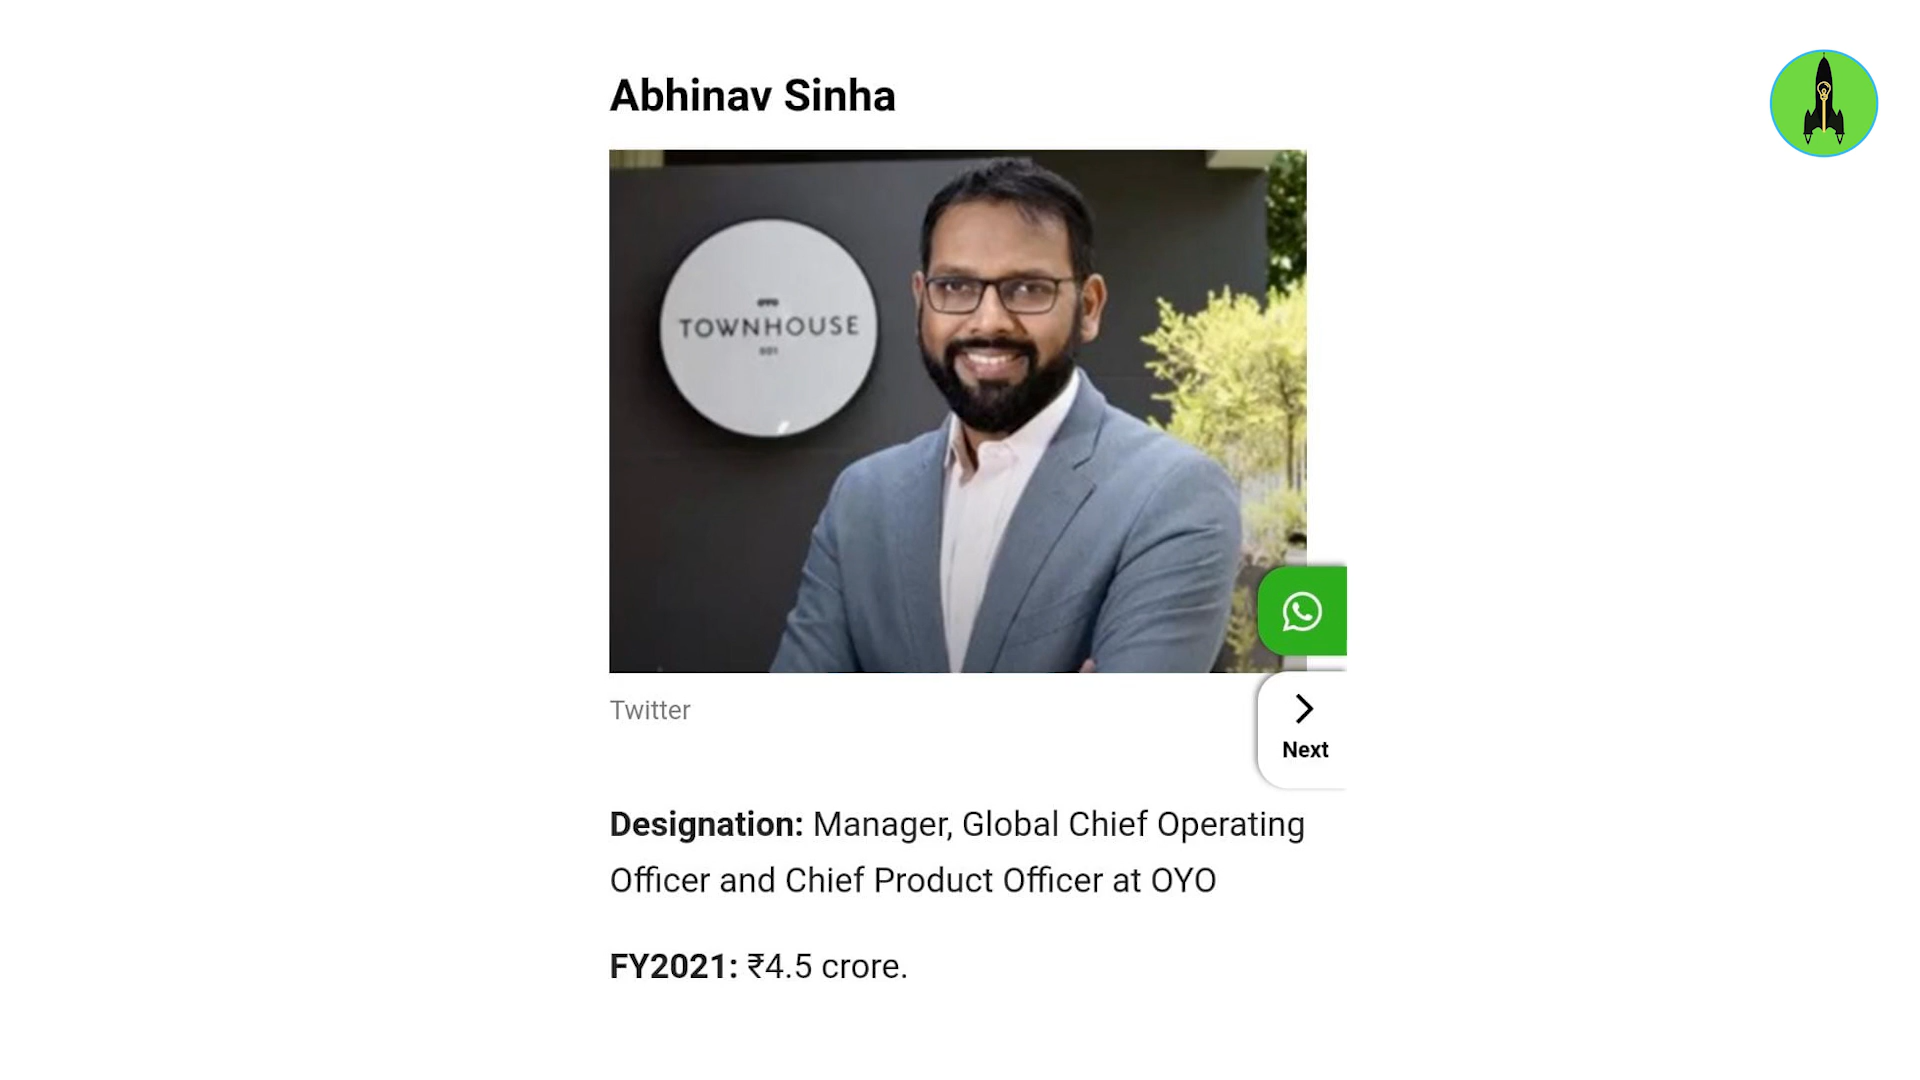 Abhinav Sinha
TOWNHOUSE
Twitter
Next
Designation: Manager, Global Chief Operating
Officer and Chief Product Officer at OYO
FY2021: ₹4.5 crore.